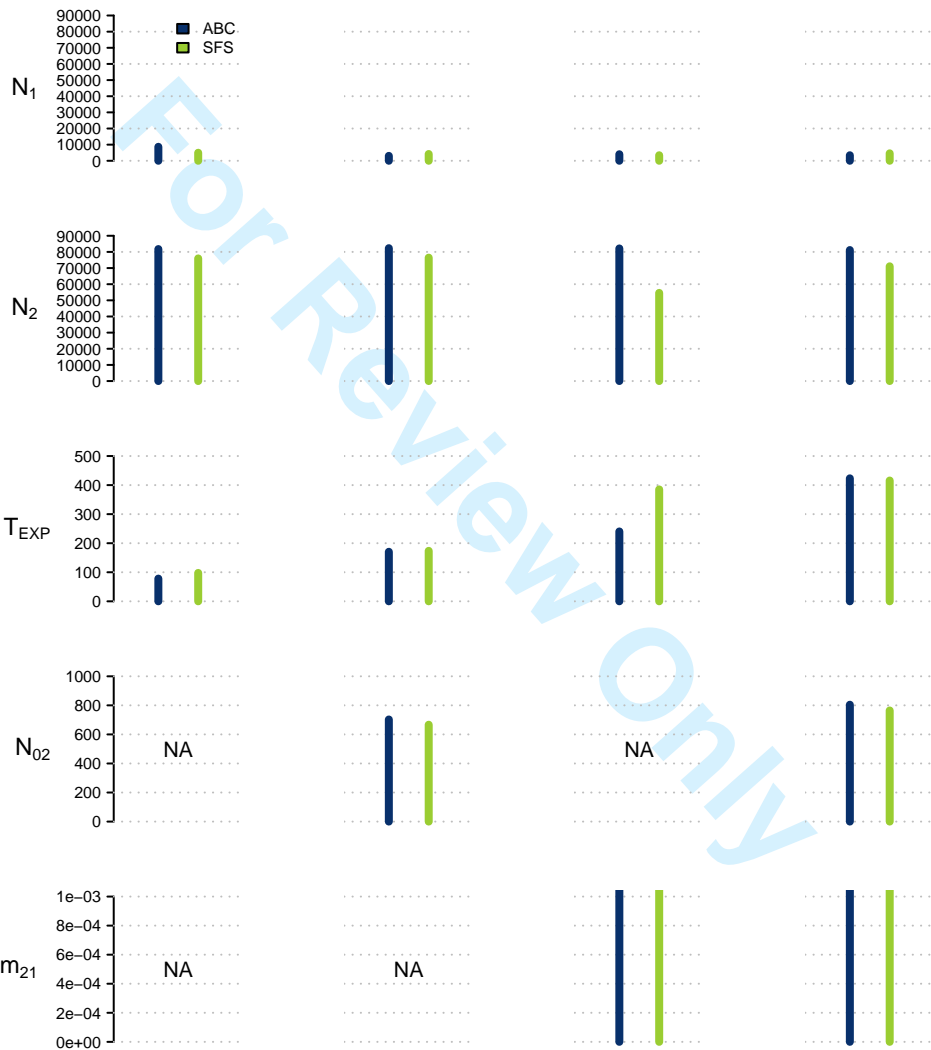 90000
80000
70000
60000
50000
40000
30000
20000
10000
0
N1
ABC
SFS
90000
80000
70000
60000
50000
40000
30000
20000
10000
0
N2
500
400
300
200
100
0
TEXP
1000
800
600
400
200
0
N02
NA
NA
1e−03
8e−04
6e−04
4e−04
2e−04
0e+00
m21
NA
NA
For Review Only